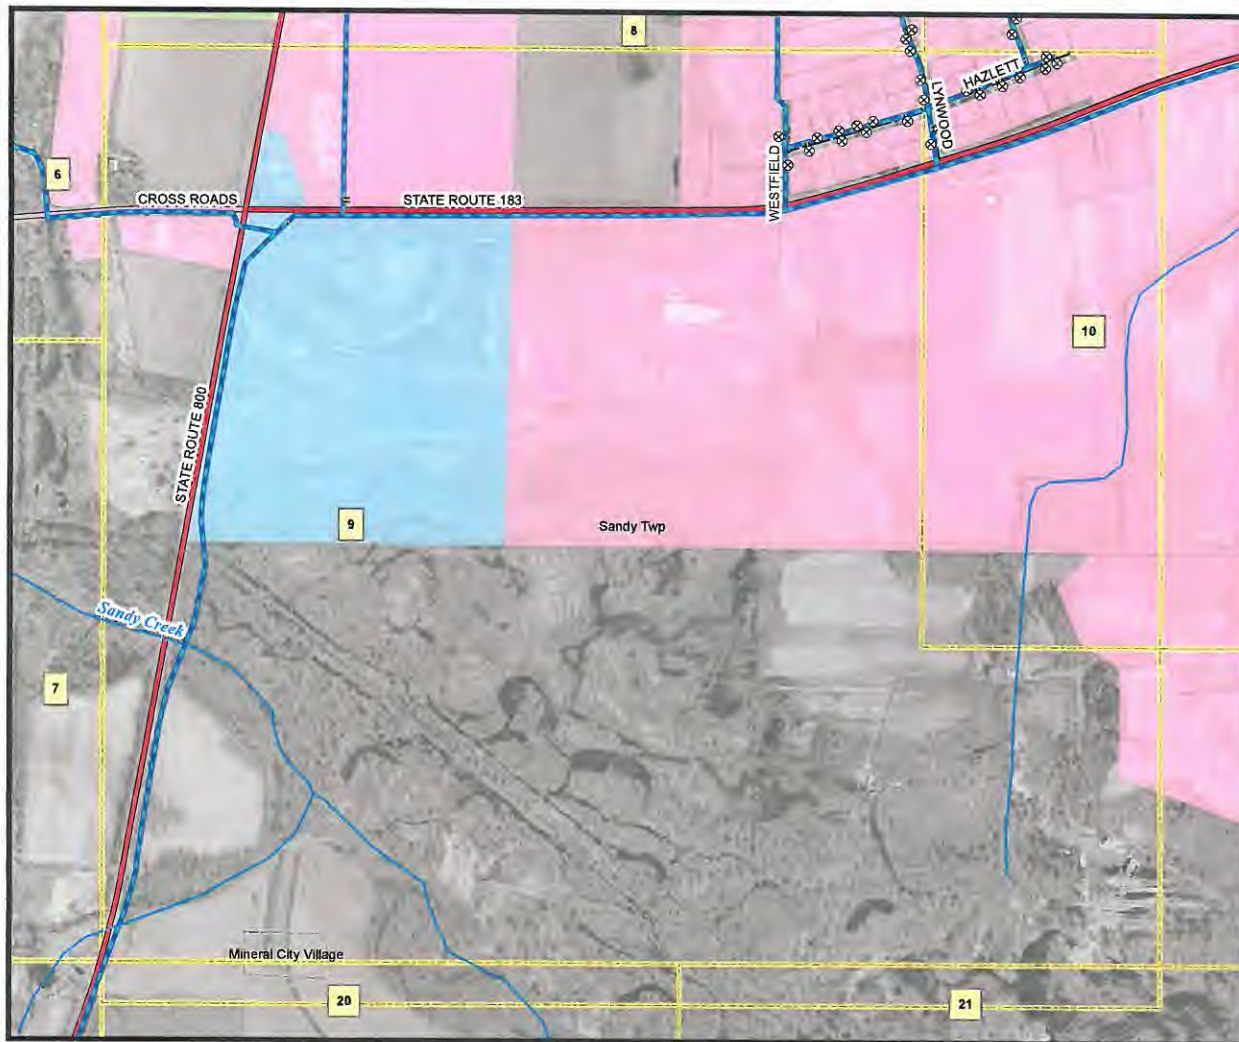 8
HAZLETT
LYNWOOD
6
WESTFIELD
CROSS ROADS
STATE ROUTE 183
10
STATE ROUTE 800
9
Sandy Twp
Sandy Creek
7
Mineral City Village
20
21